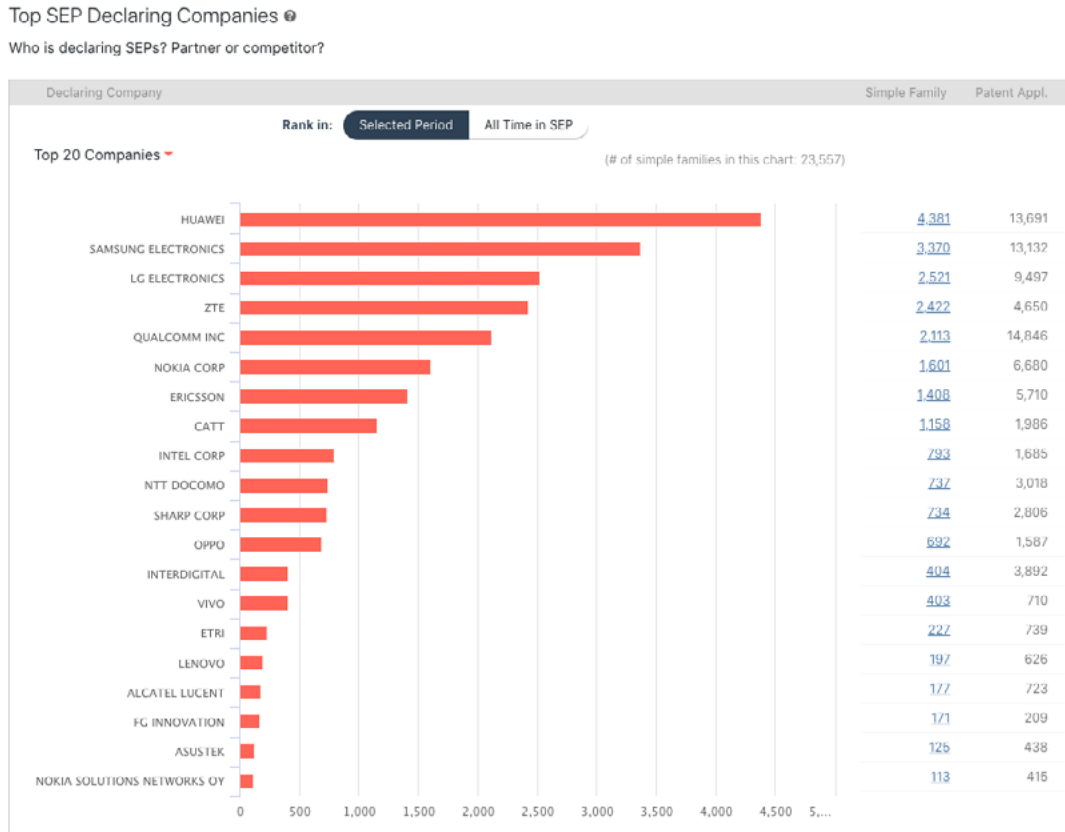 Top SEP Declaring Companies ?
Who is declaring SEPs? Partner or competitor?
Declaring Company Simple Family Patent Appl.
Rank in: Selected Period All Time in SEP
Top 20 Companies
(# of simple families in this chart: 23,557)
HUAWEI 4,381 13,691
SAMSUNG ELECTRONICS 3,370 13,132
LG ELECTRONICS 2,521 9,497
ZTE 2,422 4,650
QUALCOMM INC 2,113 14,846
NOKIA CORP 1,601 6,680
ERICSSON 1,408 5,710
CATT 1,158 1,986
INTEL CORP 793 1,685
NTT DOCOMO 737 3,018
SHARP CORP 734 2,806
OPPO 692 1,587
INTERDIGITAL 404 3,892
VIVO 403 710
ETRI 227 739
LENOVO 197 626
ALCATEL LUCENT 177 723
FG INNOVATION 171 209
ASUSTEK 125 438
NOKIA SOLUTIONS NETWORKS OY 113 415
0 500 1,000 1,500 2,000 2,500 3,000 3,500 4,000 4,500 5,...